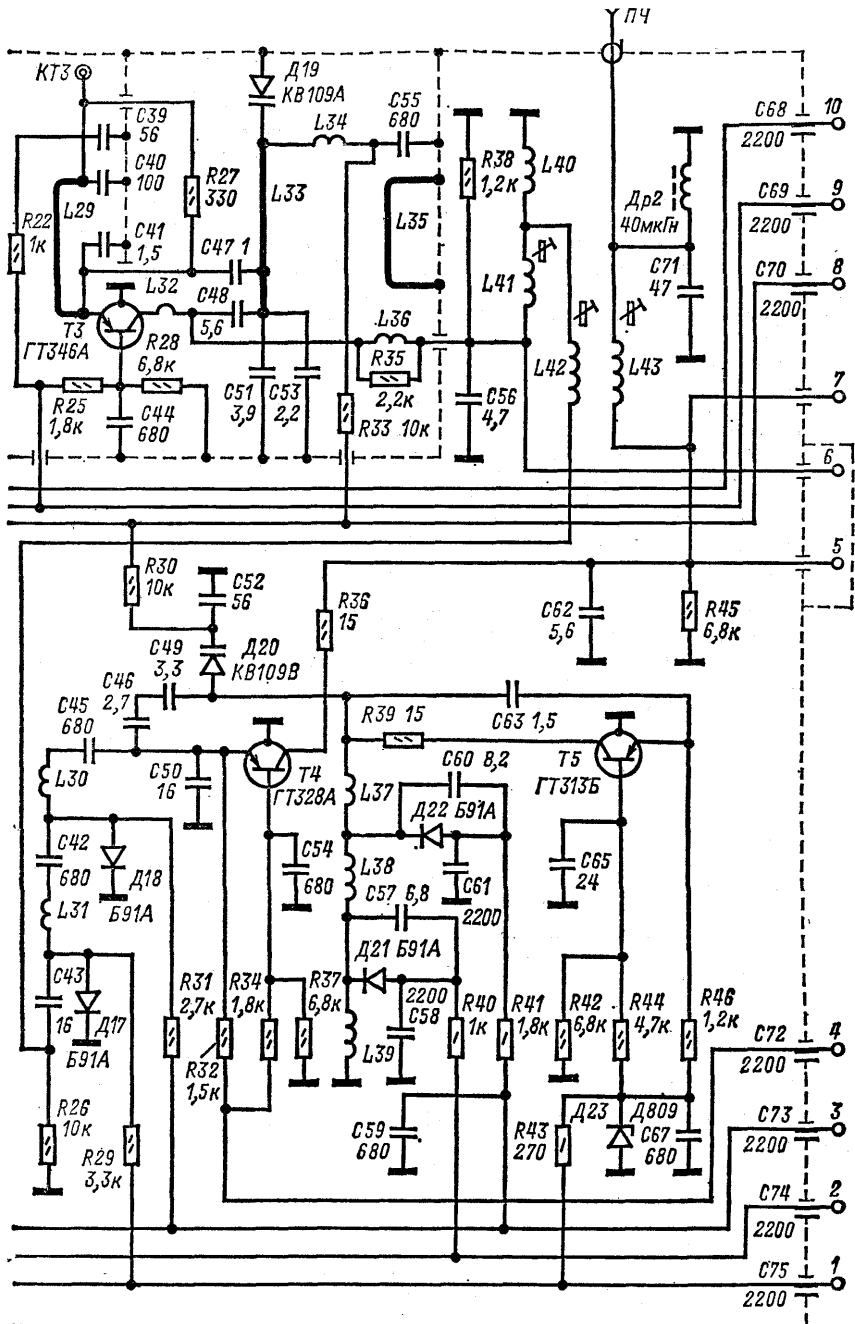 ПЧ
КТ3
Д19
КВ109А
С39
56
С40
100
L29
R22
1к
С41
1,5
R27
330
L33
L34
С55
680
L35
R38
1,2к
L40
L41
Др2
40мкГн
С71
47
С68
2200
10
С69
2200
9
С70
2200
8
С47 1
L32
С48
5,6
Т3
ГТ346А
R28
6,8к
R25
1,8к
С44
680
С51
3,9
С53
2,2
L36
R35
2,2к
R33 10к
С56
4,7
L42
L43
7
6
5
R30
10к
С52
56
R36
15
С62
5,6
R45
6,8к
С49
3,3
Д20
КВ109В
С46
2,7
С45
680
R39 15
С63 1,5
L30
С50
16
Т4
ГТ328А
L37
С60 8,2
Т5
ГТ313Б
Д22 Б91А
С42
680
Д18
Б91А
С54
680
L38
С61
2200
С65
24
L31
С57 6,8
Д21 Б91А
С43
16
Д17
Б91А
R31
2,7к
R34
1,8к
R37
6,8к
2200
С58
R40
1к
R41
1,8к
R42
6,8к
R44
4,7к
R46
1,2к
R32
1,5к
L39
С72
2200
4
R26
10к
R29
3,3к
С59
680
R43
270
Д23
Д809
С67
680
С73
2200
3
С74
2200
2
С75
2200
1